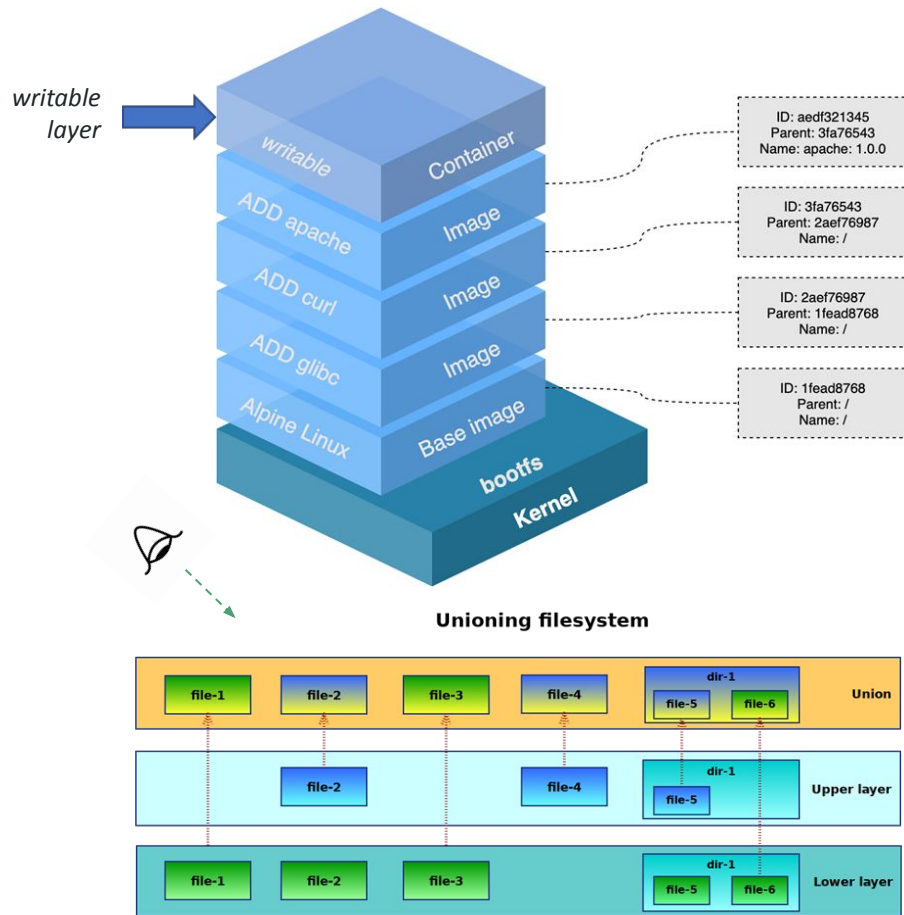 writable
layer
writable
Container
ADD apache
Image
ADD curl
Image
ADD glibc
Image
Alpine Linux
Base image
bootfs
Kernel
ID: aedf321345
Parent: 3fa76543
Name: apache: 1.0.0
ID: 3fa76543
Parent: 2aef76987
Name: /
ID: 2aef76987
Parent: 1fead8768
Name: /
ID: 1fead8768
Parent: /
Name: /
Unioning filesystem
file-1 file-2 file-3 file-4 dir-1 file-5 file-6 Union
file-2 file-4 dir-1 file-5 Upper layer
file-1 file-2 file-3 dir-1 file-5 file-6 Lower layer